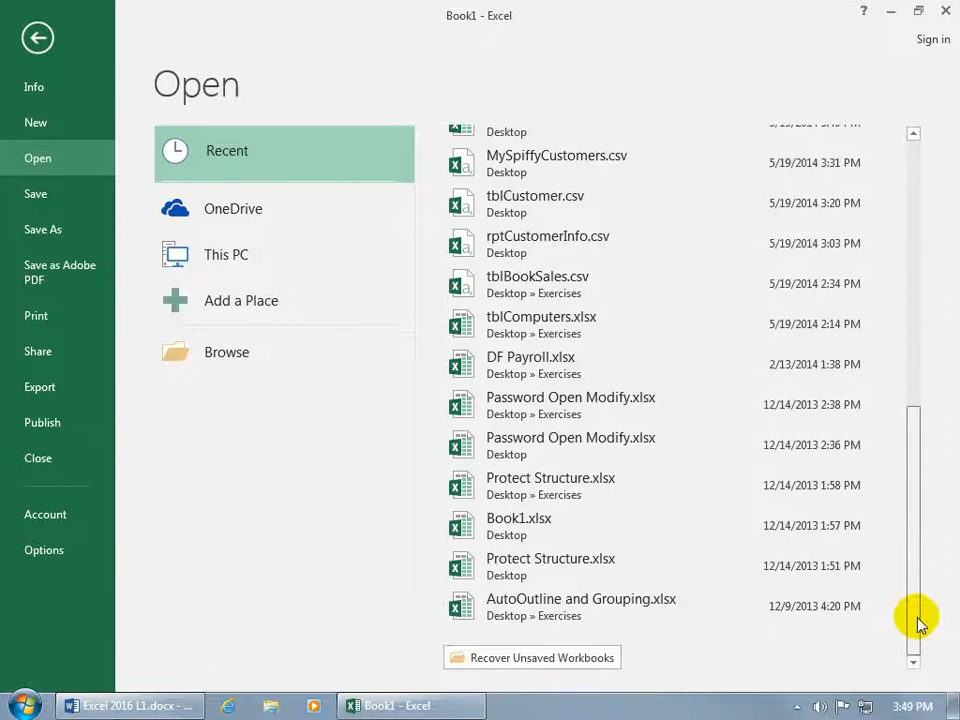 Book1 - Excel
Sign in
Info
New
Open
Save
Save As
Save as Adobe
PDF
Print
Share
Export
Publish
Close
Account
Options
Open
Recent
OneDrive
This PC
Add a Place
Browse
Desktop
MySpiffyCustomers.csv
Desktop
5/19/2014 3:31 PM
tblCustomer.csv
Desktop
5/19/2014 3:20 PM
rptCustomerInfo.csv
Desktop
5/19/2014 3:03 PM
tblBookSales.csv
Desktop » Exercises
5/19/2014 2:34 PM
tblComputers.xlsx
Desktop » Exercises
5/19/2014 2:14 PM
DF Payroll.xlsx
Desktop » Exercises
2/13/2014 1:38 PM
Password Open Modify.xlsx
Desktop » Exercises
12/14/2013 2:38 PM
Password Open Modify.xlsx
Desktop
12/14/2013 2:36 PM
Protect Structure.xlsx
Desktop » Exercises
12/14/2013 1:58 PM
Book1.xlsx
Desktop
12/14/2013 1:57 PM
Protect Structure.xlsx
Desktop
12/14/2013 1:51 PM
AutoOutline and Grouping.xlsx
Desktop » Exercises
12/9/2013 4:20 PM
Recover Unsaved Workbooks
Excel 2016 L1.docx - ...
Book1 - Excel
3:49 PM